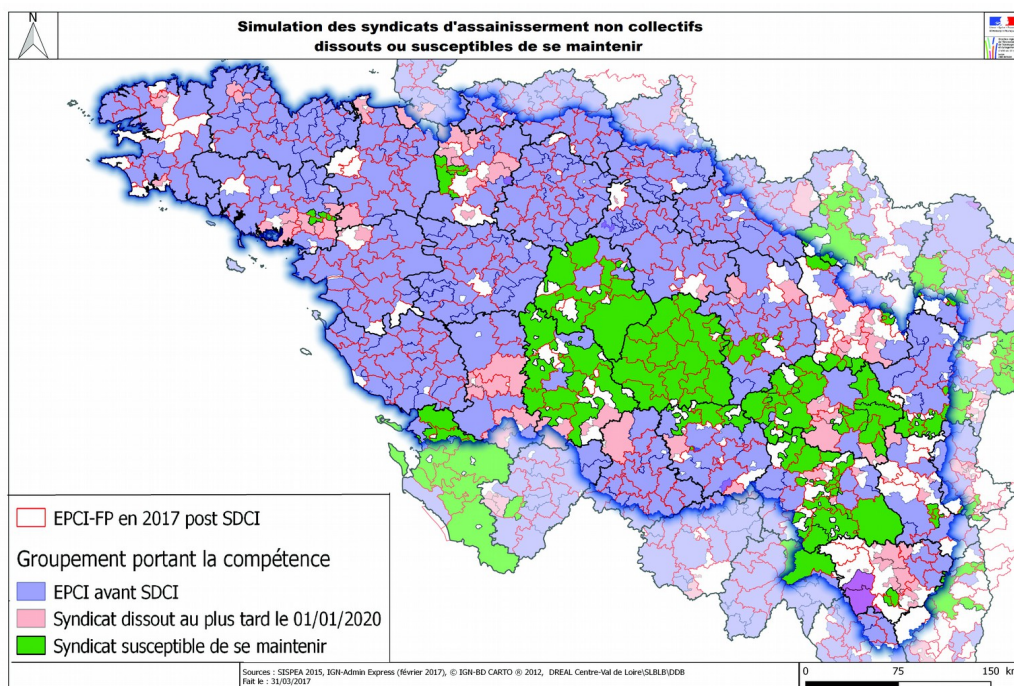 N
Simulation des syndicats d'assainisserment non collectifs
dissouts ou susceptibles de se maintenir
EPCI-FP en 2017 post SDCI
Groupement portant la compétence
EPCI avant SDCI
Syndicat dissout au plus tard le 01/01/2020
Syndicat susceptible de se maintenir
Sources : SISPEA 2015, IGN-Admin Express (février 2017), © IGN-BD CARTO ® 2012, DREAL Centre-Val de Loire\SLBLB\DDB
Fait le : 31/03/2017
0 75 150 km